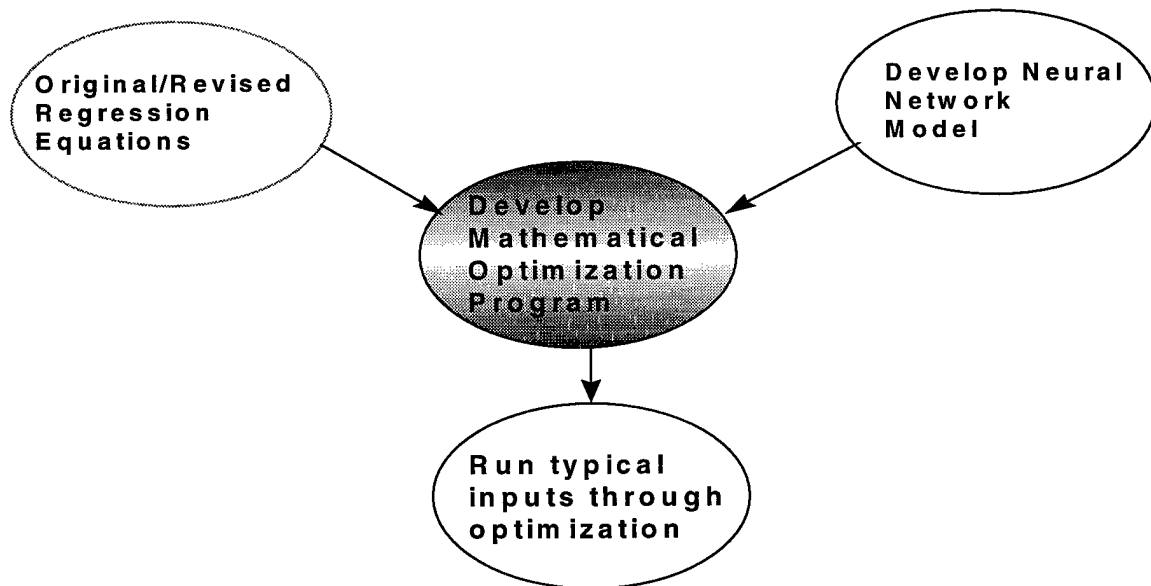 Original/Revised
Regression
Equations
Develop Neural
Network
Model
Develop
Mathematical
Optimization
Program
Run typical
inputs through
optimization